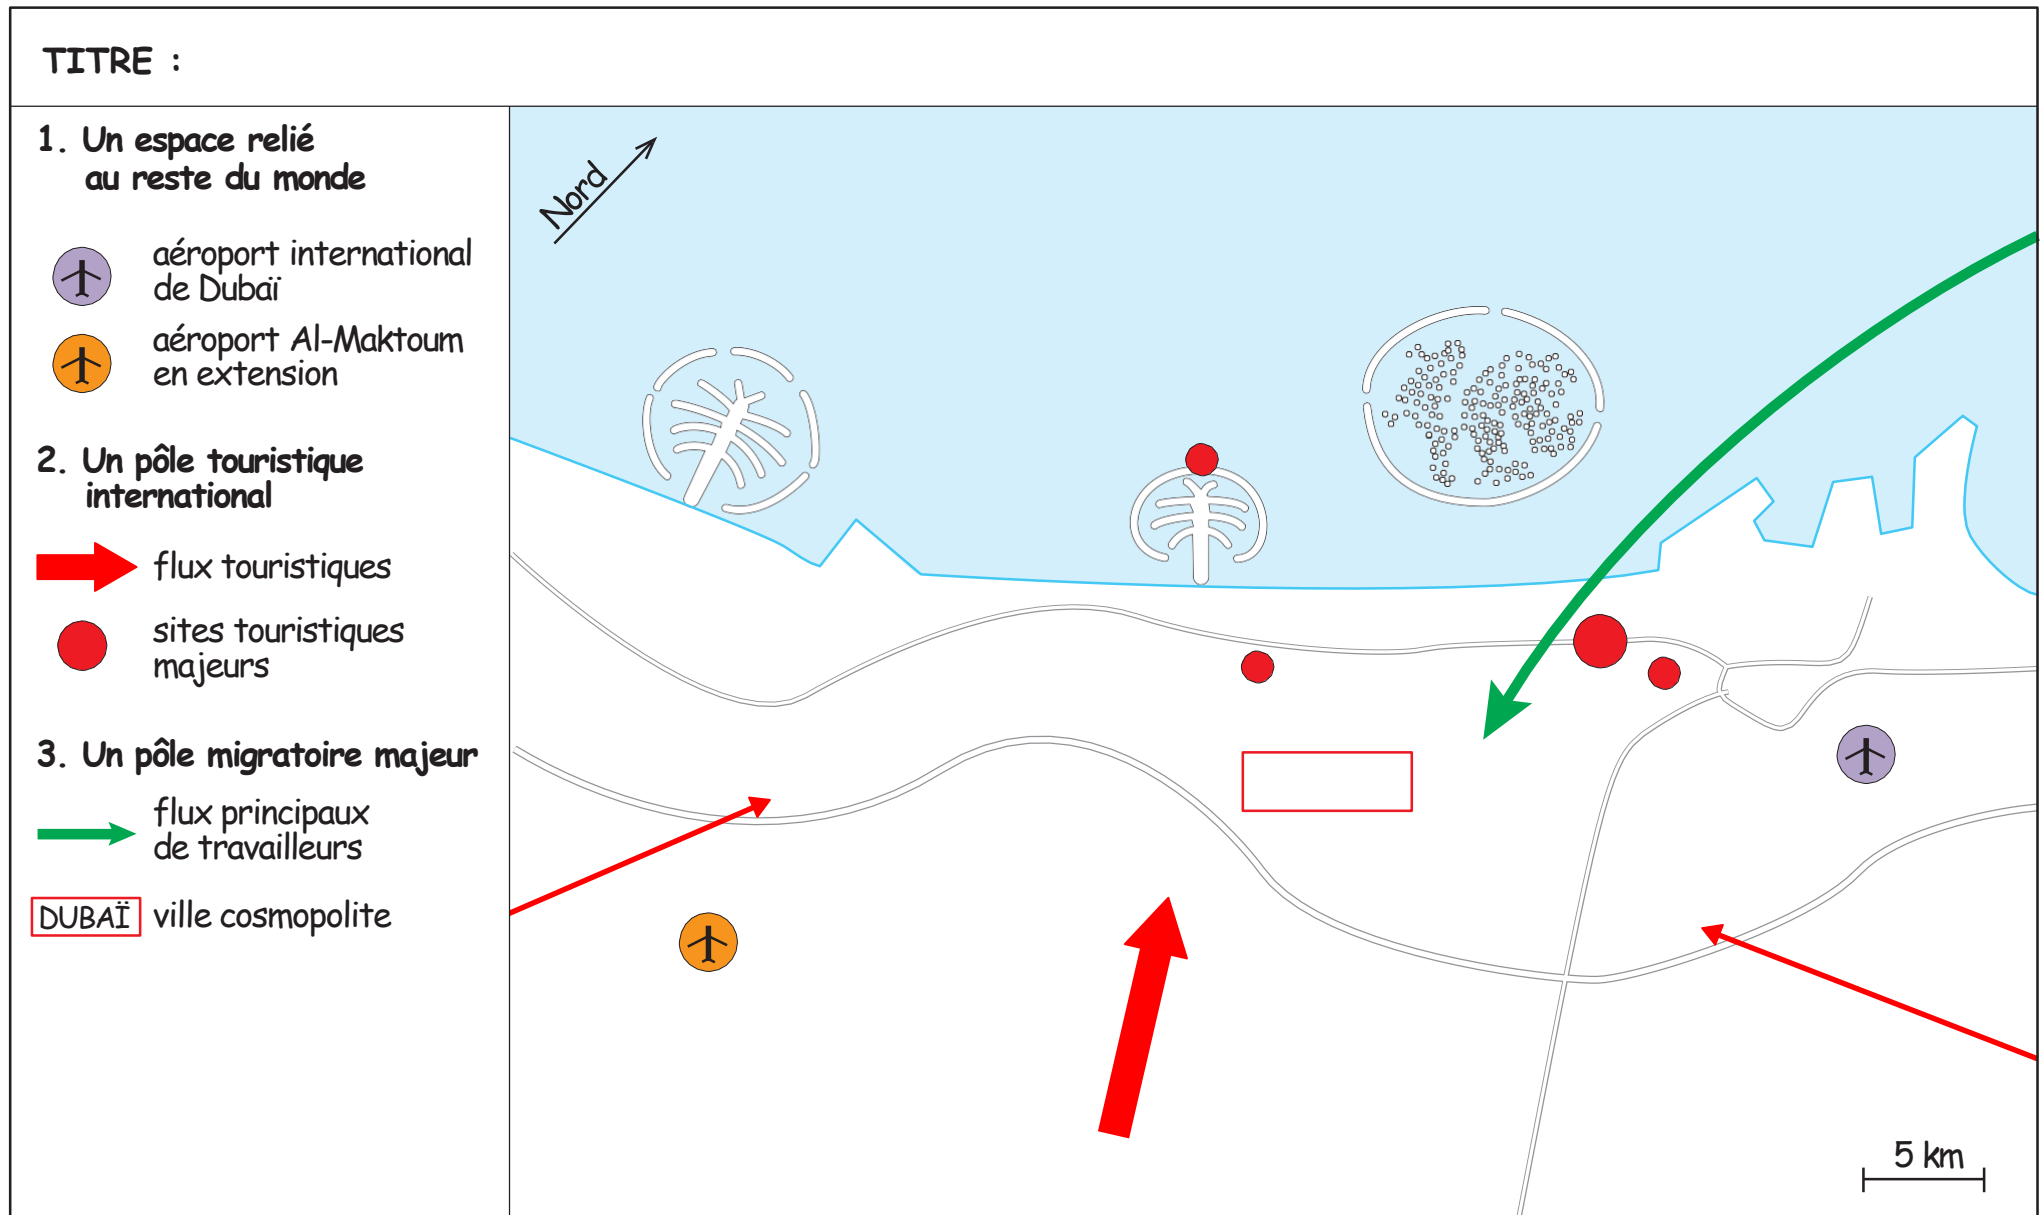 TITRE :
1. Un espace relié
au reste du monde
aéroport international
de Dubaï
aéroport Al-Maktoum
en extension
2. Un pôle touristique
international
flux touristiques
sites touristiques
majeurs
3. Un pôle migratoire majeur
flux principaux
de travailleurs
DUBAÏ ville cosmopolite
Nord
5 km